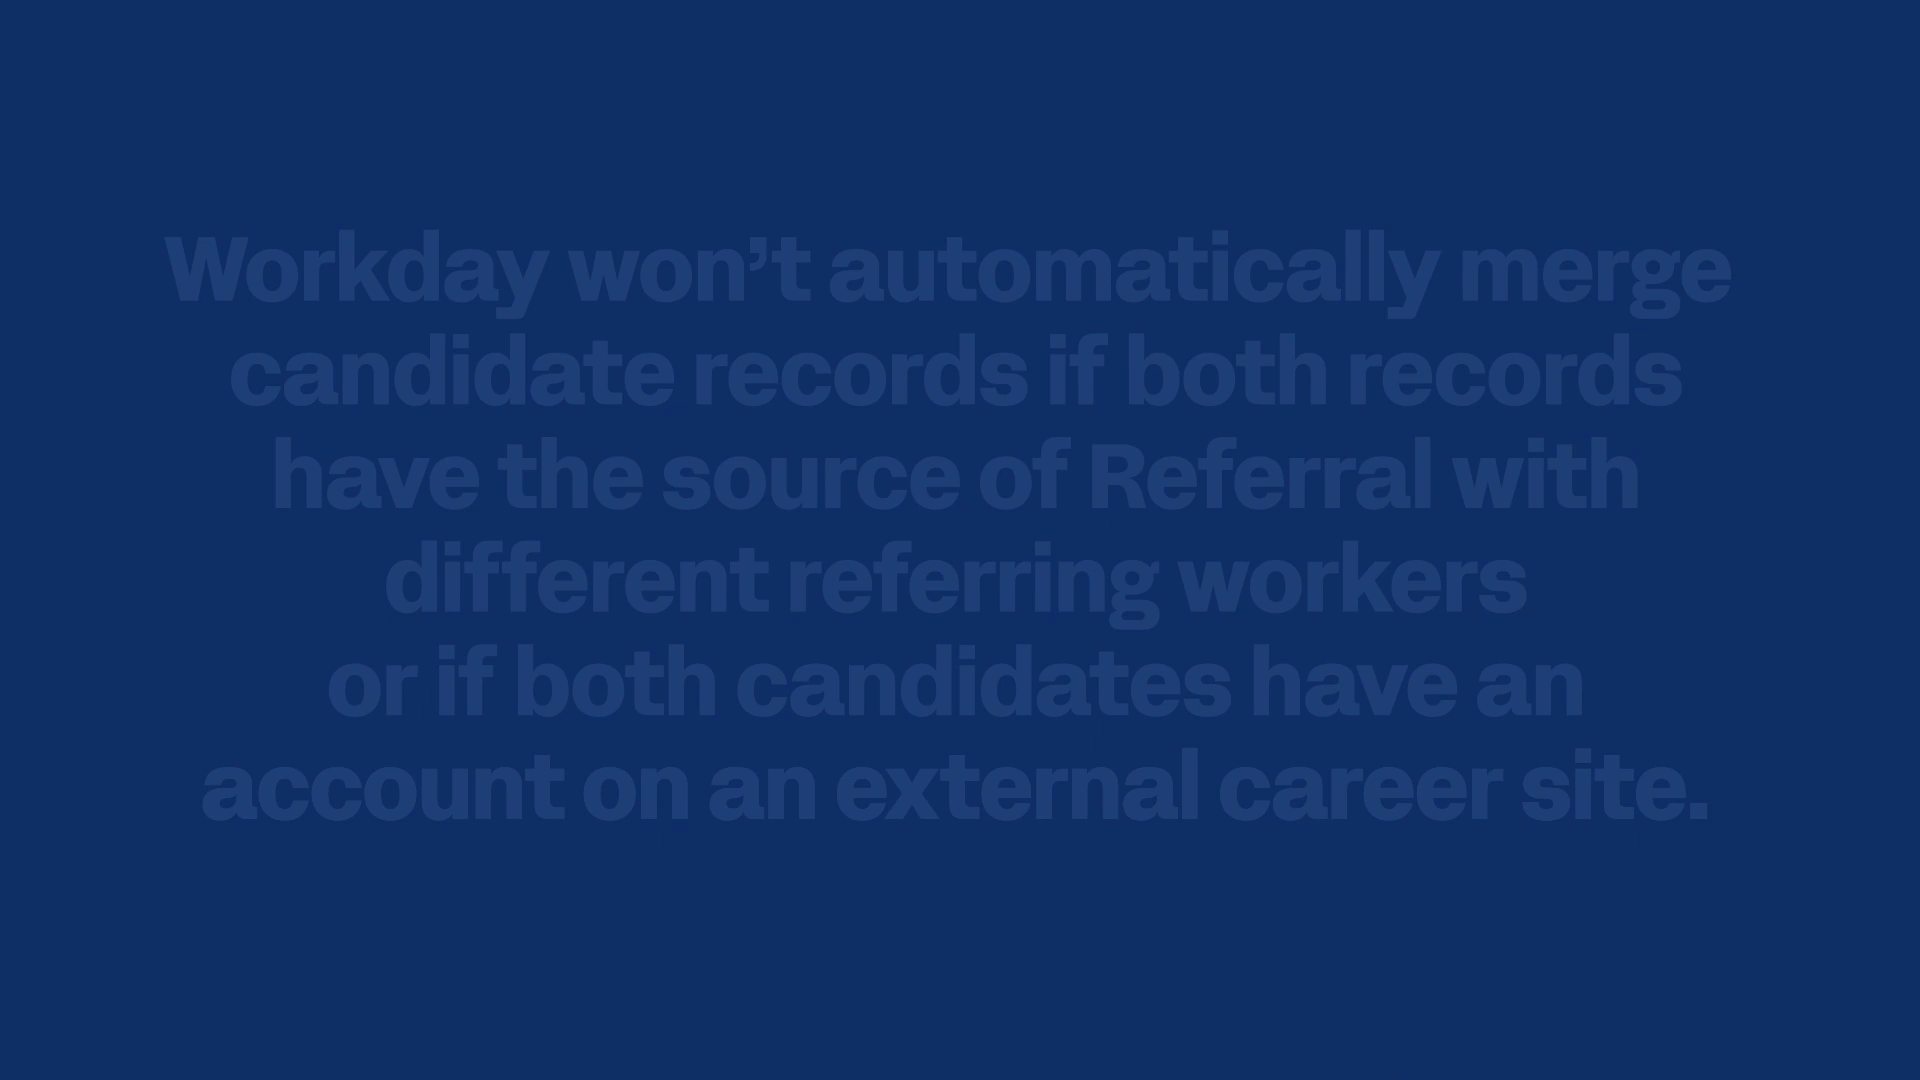 Workday won’t automatically merge
candidate records if both records
have the source of Referral with
different referring workers
or if both candidates have an
account on an external career site.